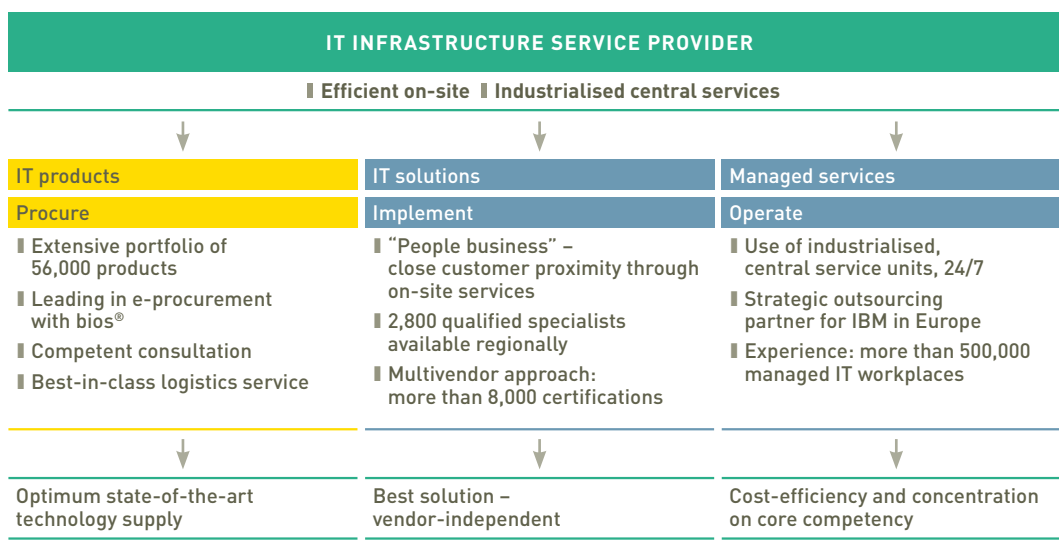 IT INFRASTRUCTURE SERVICE PROVIDER
Efficient on-site Industrialised central services
IT products
Procure
Extensive portfolio of
56,000 products
Leading in e-procurement
with bios®
Competent consultation
Best-in-class logistics service
Optimum state-of-the-art
technology supply
IT solutions
Implement
“People business” –
close customer proximity through
on-site services
2,800 qualified specialists
available regionally
Multivendor approach:
more than 8,000 certifications
Best solution –
vendor-independent
Managed services
Operate
Use of industrialised,
central service units, 24/7
Strategic outsourcing
partner for IBM in Europe
Experience: more than 500,000
managed IT workplaces
Cost-efficiency and concentration
on core competency